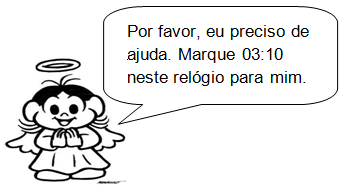 Por favor, eu preciso de
ajuda. Marque 03:10
neste relógio para mim.